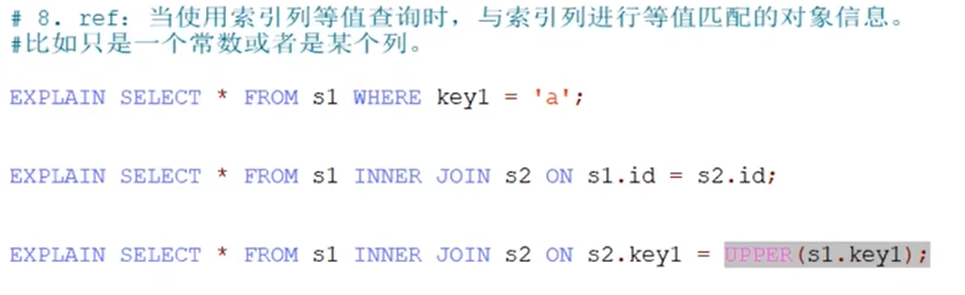 # 8. ref：当使用索引列等值查询时，与索引列进行等值匹配的对象信息。
#比如只是一个常数或者是某个列。
EXPLAIN SELECT * FROM s1 WHERE key1 = 'a';
EXPLAIN SELECT * FROM s1 INNER JOIN s2 ON s1.id = s2.id;
EXPLAIN SELECT * FROM s1 INNER JOIN s2 ON s2.key1 = UPPER(s1.key1);